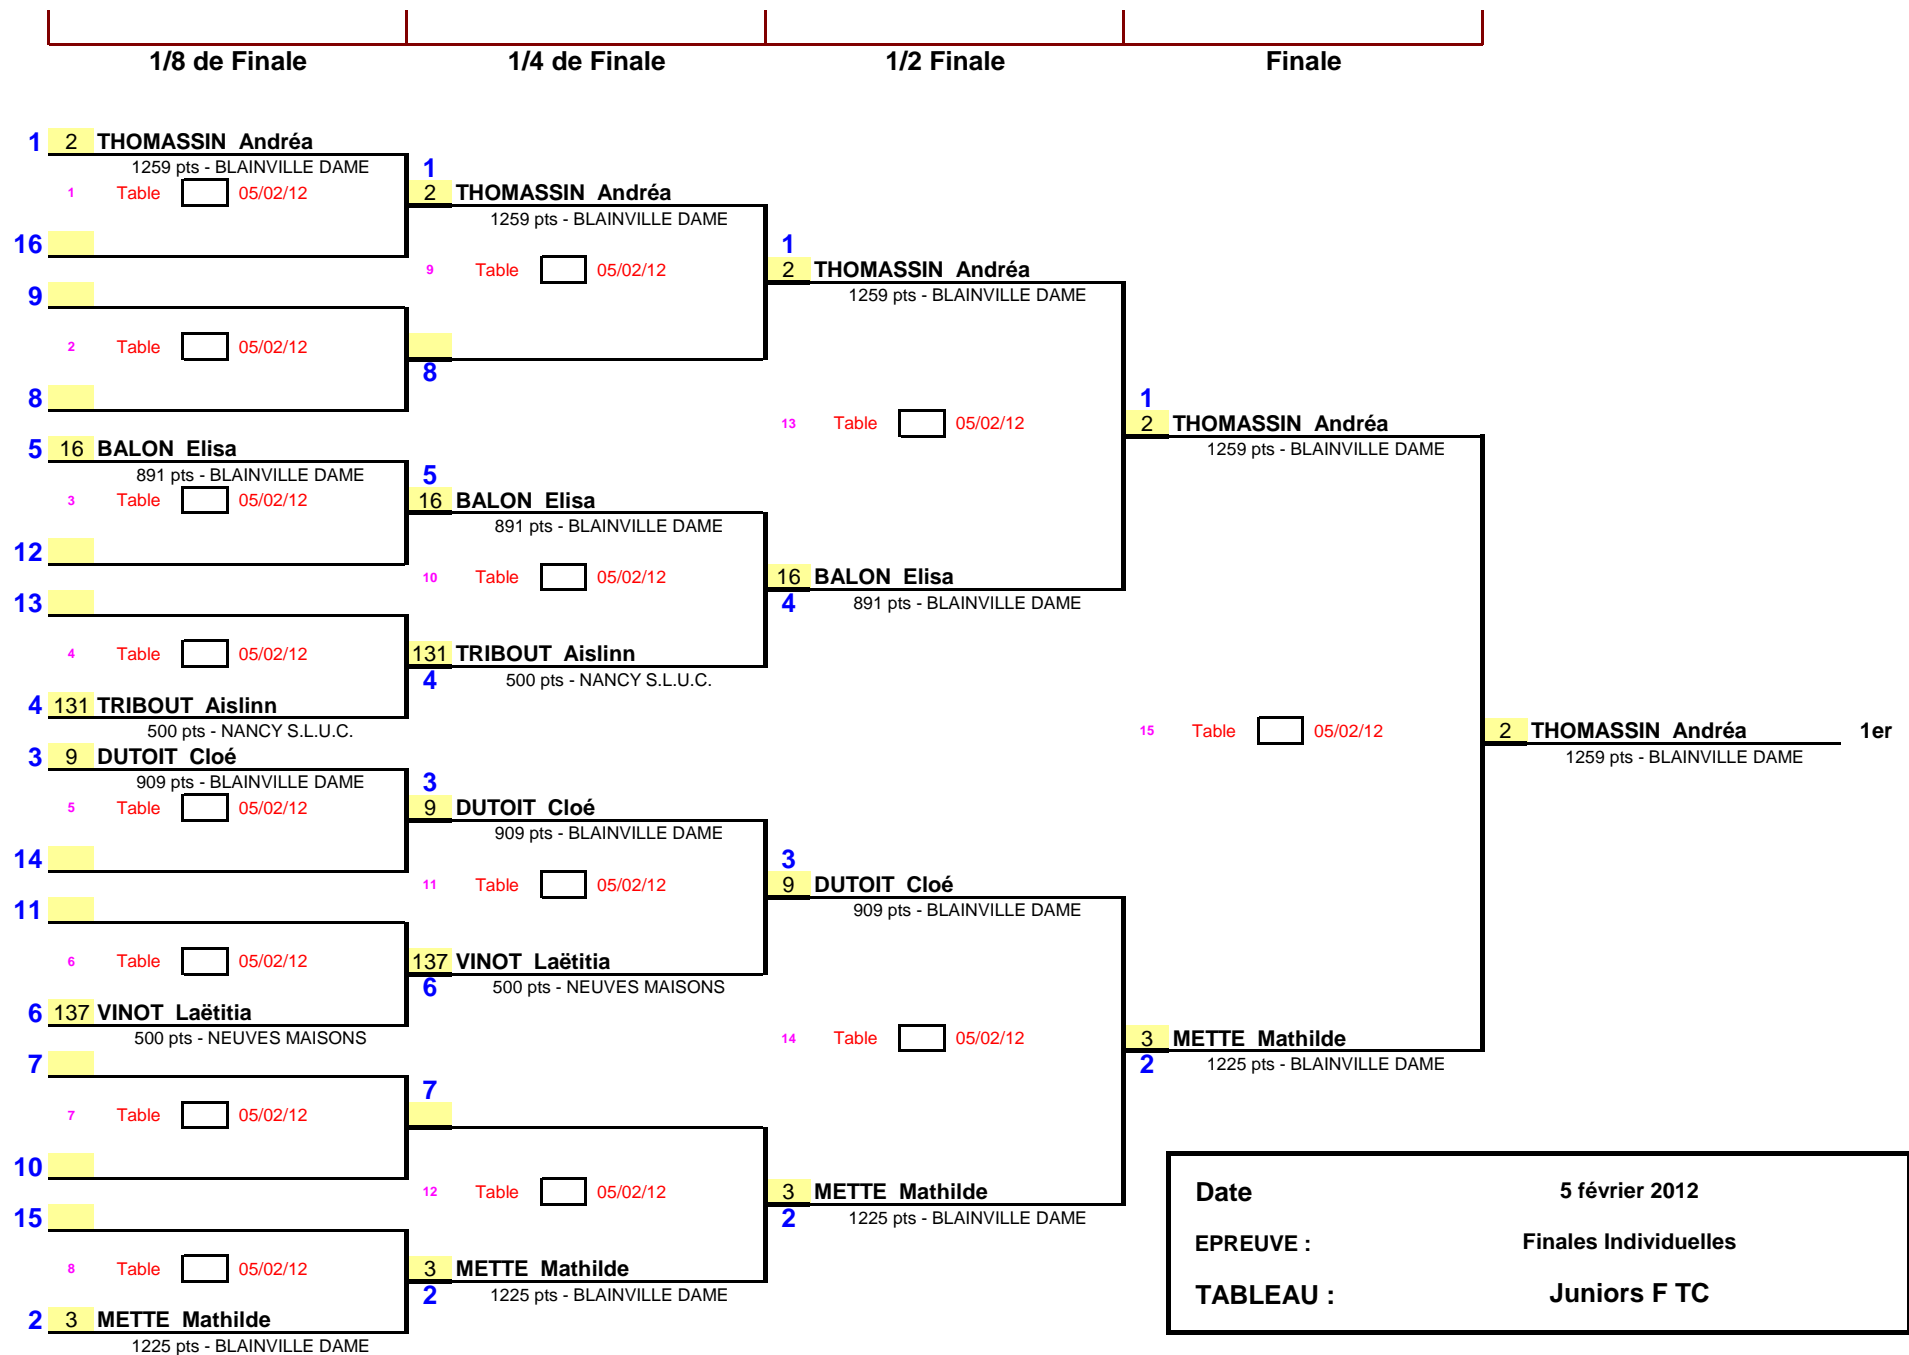 1/8 de Finale 1/4 de Finale 1/2 Finale Finale
1 2 THOMASSIN Andréa
1259 pts - BLAINVILLE DAME
1 Table 05/02/12
16
9
2 Table 05/02/12
8
5 16 BALON Elisa
891 pts - BLAINVILLE DAME
3 Table 05/02/12
12
13
4 Table 05/02/12
4 131 TRIBOUT Aislinn
500 pts - NANCY S.L.U.C.
3 9 DUTOIT Cloé
909 pts - BLAINVILLE DAME
5 Table 05/02/12
14
11
6 Table 05/02/12
6 137 VINOT Laëtitia
500 pts - NEUVES MAISONS
7
7 Table 05/02/12
10
15
8 Table 05/02/12
2 3 METTE Mathilde
1225 pts - BLAINVILLE DAME
1
2 THOMASSIN Andréa
1259 pts - BLAINVILLE DAME
9 Table 05/02/12
8
5
16 BALON Elisa
891 pts - BLAINVILLE DAME
10 Table 05/02/12
131 TRIBOUT Aislinn
4 500 pts - NANCY S.L.U.C.
3
9 DUTOIT Cloé
909 pts - BLAINVILLE DAME
11 Table 05/02/12
137 VINOT Laëtitia
6 500 pts - NEUVES MAISONS
7
12 Table 05/02/12
3 METTE Mathilde
2 1225 pts - BLAINVILLE DAME
1
2 THOMASSIN Andréa
1259 pts - BLAINVILLE DAME
13 Table 05/02/12
16 BALON Elisa
4 891 pts - BLAINVILLE DAME
3
9 DUTOIT Cloé
909 pts - BLAINVILLE DAME
14 Table 05/02/12
3 METTE Mathilde
2 1225 pts - BLAINVILLE DAME
1
2 THOMASSIN Andréa
1259 pts - BLAINVILLE DAME
15 Table 05/02/12
3 METTE Mathilde
2 1225 pts - BLAINVILLE DAME
2 THOMASSIN Andréa 1er
1259 pts - BLAINVILLE DAME
Date 5 février 2012
EPREUVE : Finales Individuelles
TABLEAU : Juniors F TC